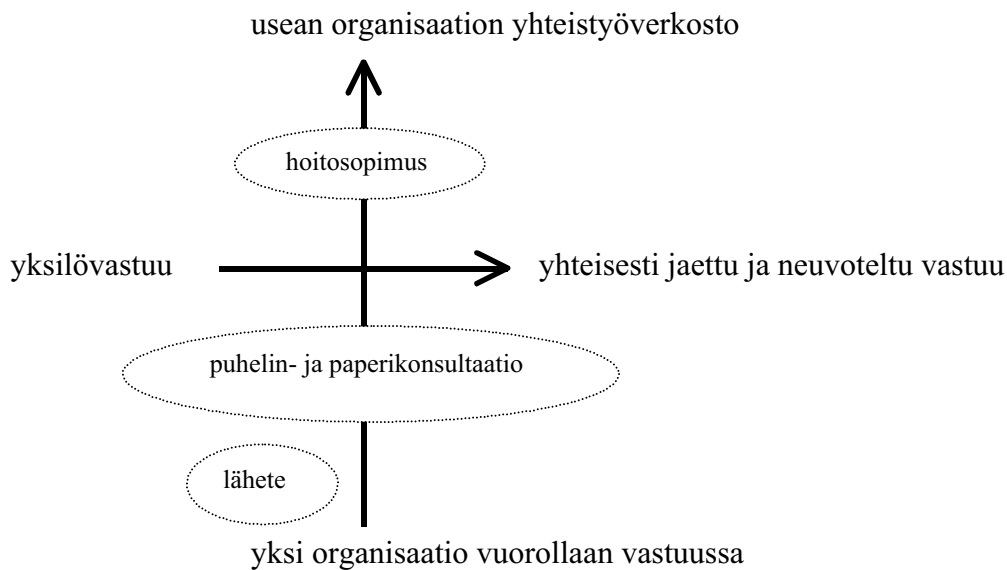 usean organisaation yhteistyöverkosto
hoitosopimus
yksilövastuu
yhteisesti jaettu ja neuvoteltu vastuu
puhelin- ja paperikonsultaatio
lähete
yksi organisaatio vuorollaan vastuussa